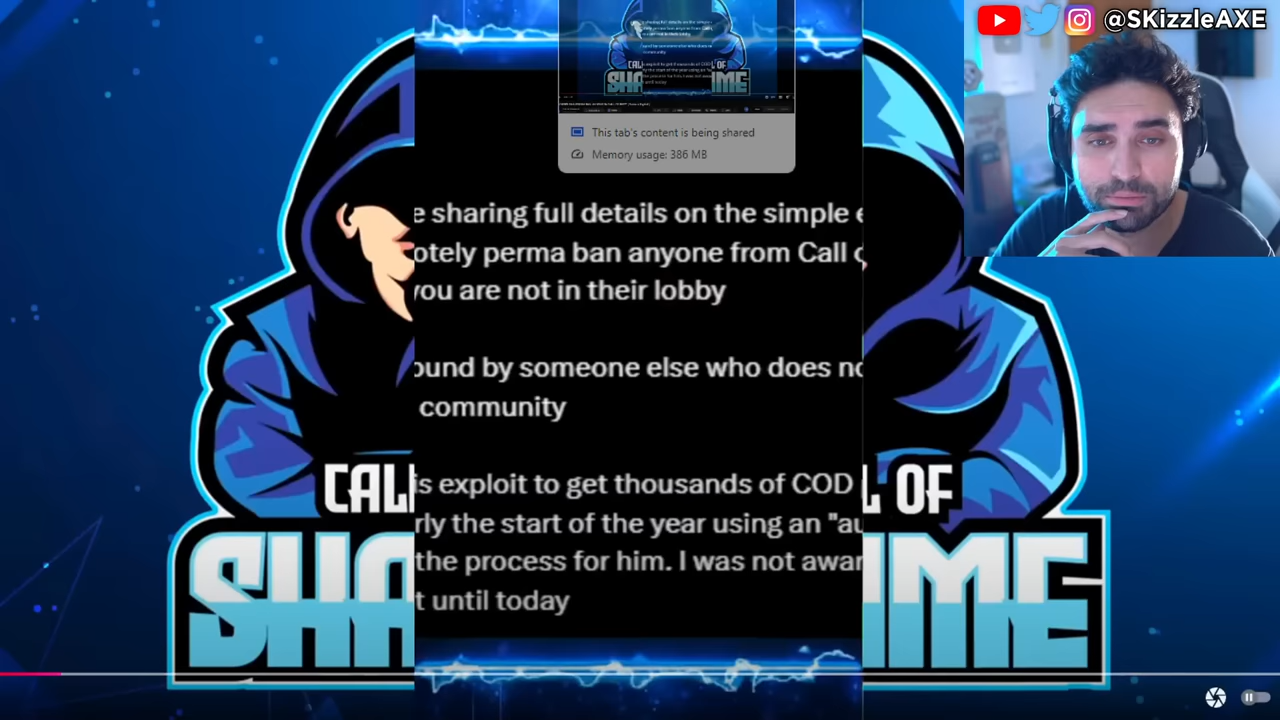 @SKizzleAXE
This tab's content is being shared
Memory usage: 386 MB
e sharing full details on the simple e
otely perma ban anyone from Call o
you are not in their lobby
ound by someone else who does no
community
is exploit to get thousands of COD
rly the start of the year using an "au
the process for him. I was not awar
t until today
CALL OF
SHA ME